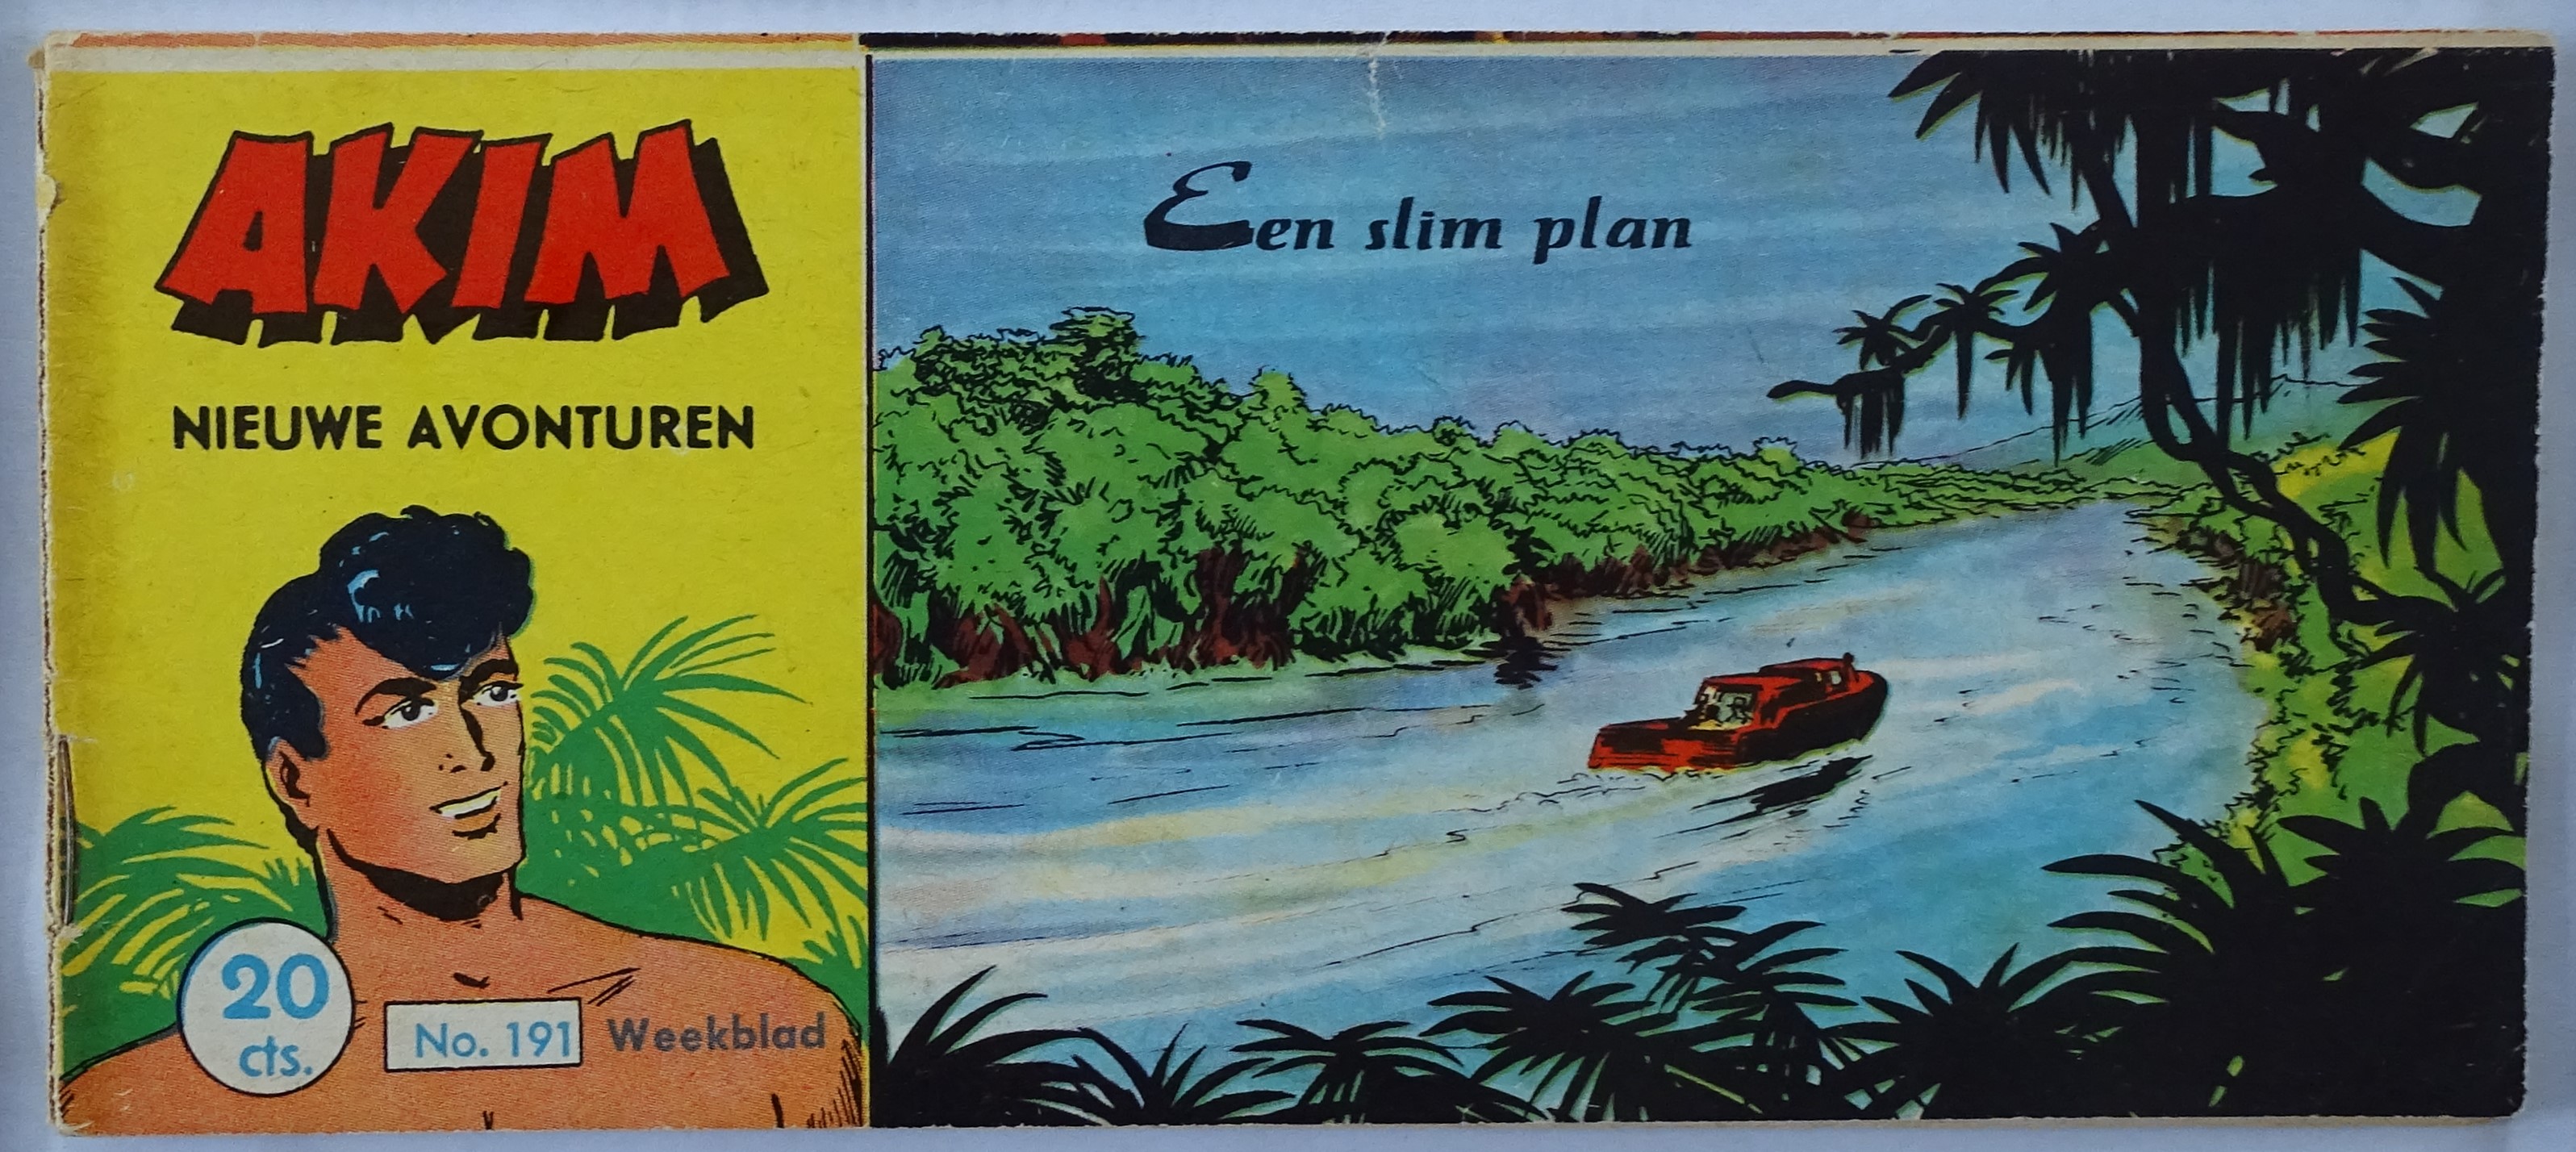 AKIM
NIEUWE AVONTUREN
20
cts.
No. 191
Weekblad
Een slim plan